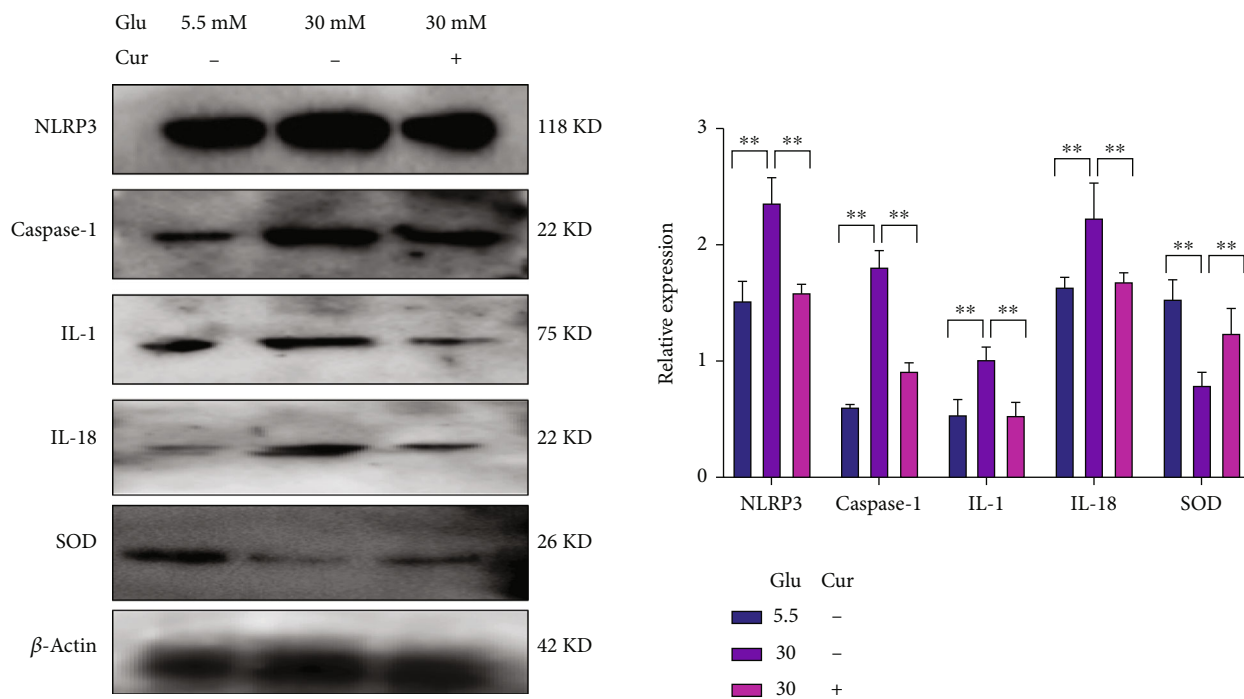 Glu 5.5 mM 30 mM 30 mM
Cur – – +
NLRP3 118 KD
Caspase-1 22 KD
IL-1 75 KD
IL-18 22 KD
SOD 26 KD
β-Actin 42 KD
Relative expression
3
2
1
0
** ** ** ** ** ** ** ** ** **
NLRP3 Caspase-1 IL-1 IL-18 SOD
Glu Cur
5.5 –
30 –
30 +